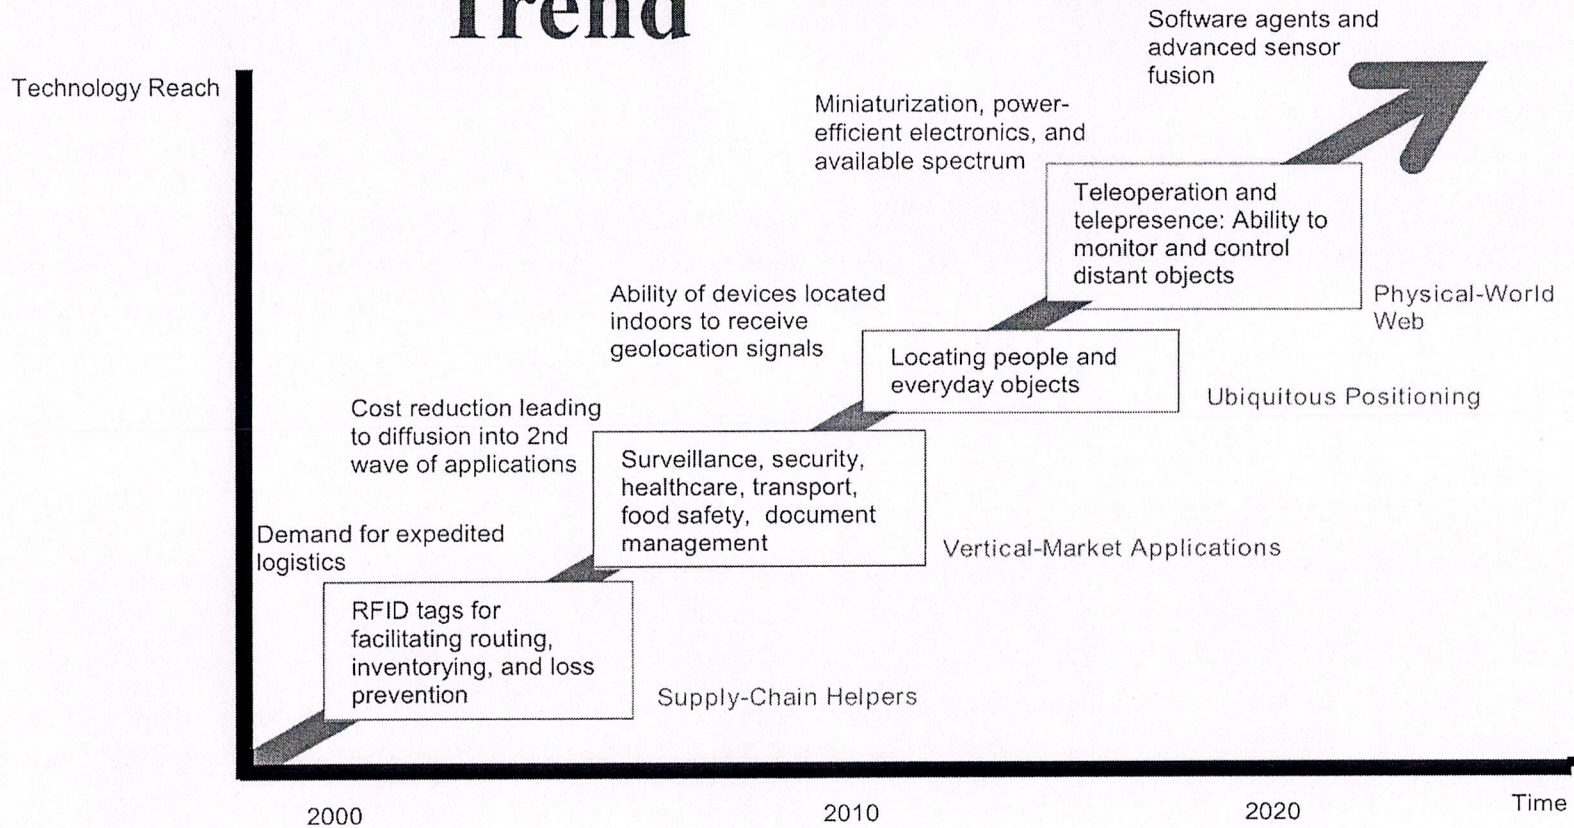 Trend
Technology Reach
Software agents and
advanced sensor
fusion
Miniaturization, power-
efficient electronics, and
available spectrum
Teleoperation and
telepresence: Ability to
monitor and control
distant objects
Physical-World
Web
Ability of devices located
indoors to receive
geolocation signals
Locating people and
everyday objects
Ubiquitous Positioning
Cost reduction leading
to diffusion into 2nd
wave of applications
Surveillance, security,
healthcare, transport,
food safety, document
management
Vertical-Market Applications
Demand for expedited
logistics
RFID tags for
facilitating routing,
inventorying, and loss
prevention
Supply-Chain Helpers
2000
2010
2020
Time